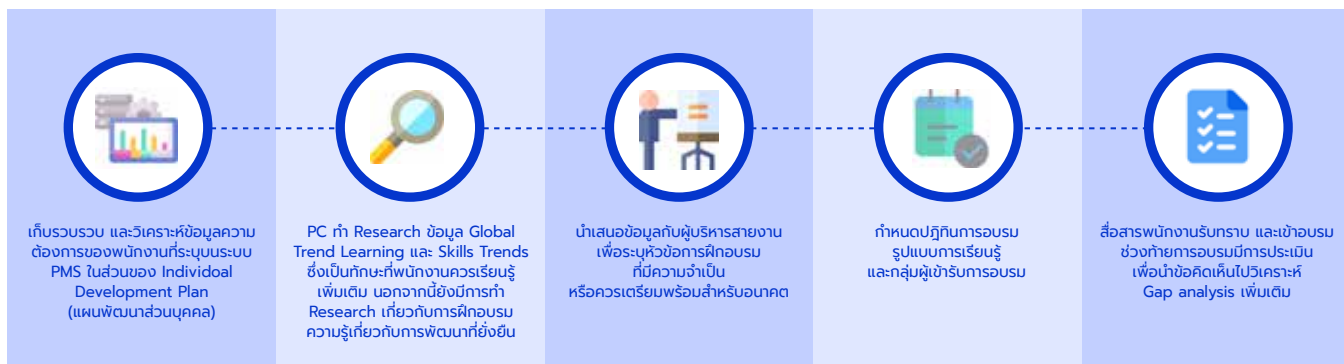 เก็บรวบรวบ และวิเคราะห์ข้อมูลความ
ต้องการของพนักงานที่ระบุบนระบบ
PMS ในส่วนของ Individoal
Development Plan
(แผนพัฒนาส่วนบุคคล)
PC ทำ Research ข้อมูล Global
Trend Learning และ Skills Trends
ซึ่งเป็นทักษะที่พนักงานควรเรียนรู้
เพิ่มเติม นอกจากนี้ยังมีการทำ
Research เกี่ยวกับการฝึกอบรม
ความรู้เกี่ยวกับการพัฒนาที่ยั่งยืน
นำเสนอข้อมูลกับผู้บริหารสายงาน
เพื่อระบุหัวข้อการฝึกอบรม
ที่มีความจำเป็น
หรือควรเตรียมพร้อมสำหรับอนาคต
กำหนดปฎิทินการอบรม
รูปแบบการเรียนรู้
และกลุ่มผู้เข้ารับการอบรม
สื่อสารพนักงานรับทราบ และเข้าอบรม
ช่วงท้ายการอบรมมีการประเมิน
เพื่อนำข้อคิดเห็นไปวิเคราะห์
Gap analysis เพิ่มเติม